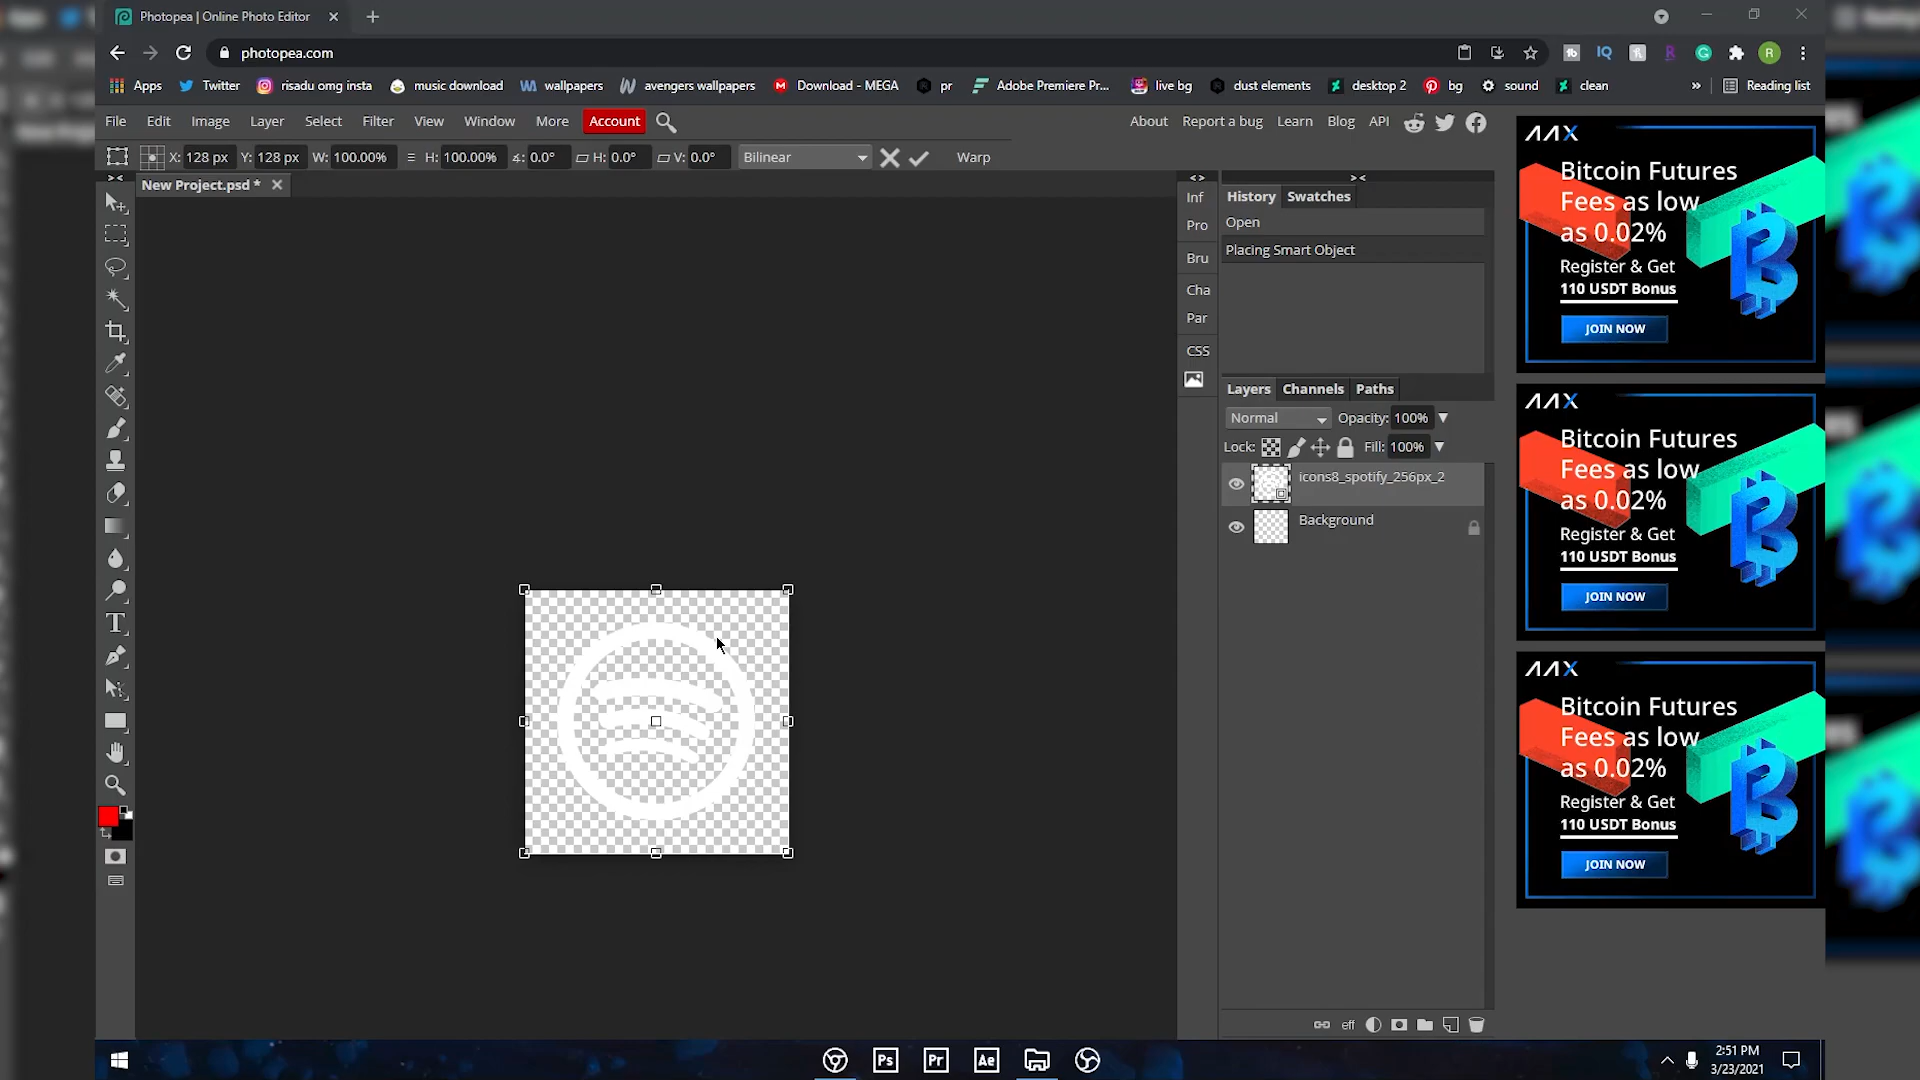 Photopea | Online Photo Editor
photopea.com
Apps
Twitter
risadu omg insta
music download
wallpapers
avengers wallpapers
Download - MEGA
pr
Adobe Premiere Pr...
live bg
dust elements
desktop 2
bg
sound
clean
»
Reading list
File
Edit
Image
Layer
Select
Filter
View
Window
More
Account
About
Report a bug
Learn
Blog
API
X: 128 px
Y: 128 px
W: 100.00%
H: 100.00%
0.0°
H: 0.0°
V: 0.0°
Bilinear
Warp
New Project.psd *
Inf
Pro
Bru
Cha
Par
CSS
History
Swatches
Open
Placing Smart Object
Layers
Channels
Paths
Normal
Opacity: 100%
Lock:
Fill: 100%
icons8_spotify_256px_2
Background
eff
AAX
Bitcoin Futures
Fees as low
as 0.02%
Register & Get
110 USDT Bonus
JOIN NOW
AAX
Bitcoin Futures
Fees as low
as 0.02%
Register & Get
110 USDT Bonus
JOIN NOW
AAX
Bitcoin Futures
Fees as low
as 0.02%
Register & Get
110 USDT Bonus
JOIN NOW
Ps
Pr
Ae
2:51 PM
3/23/2021